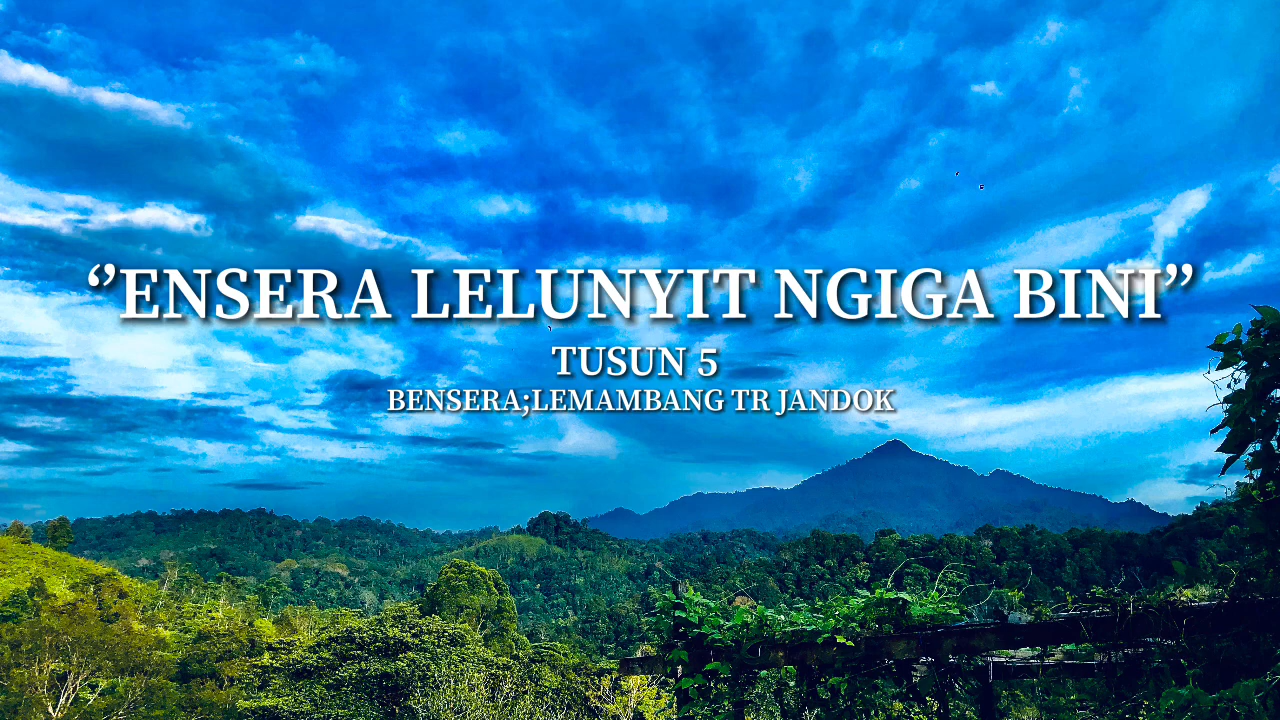 ‘’ENSERA LELUNYIT NGIGA BINI’’
TUSUN 5
BENSERA;LEMAMBANG TR JANDOK